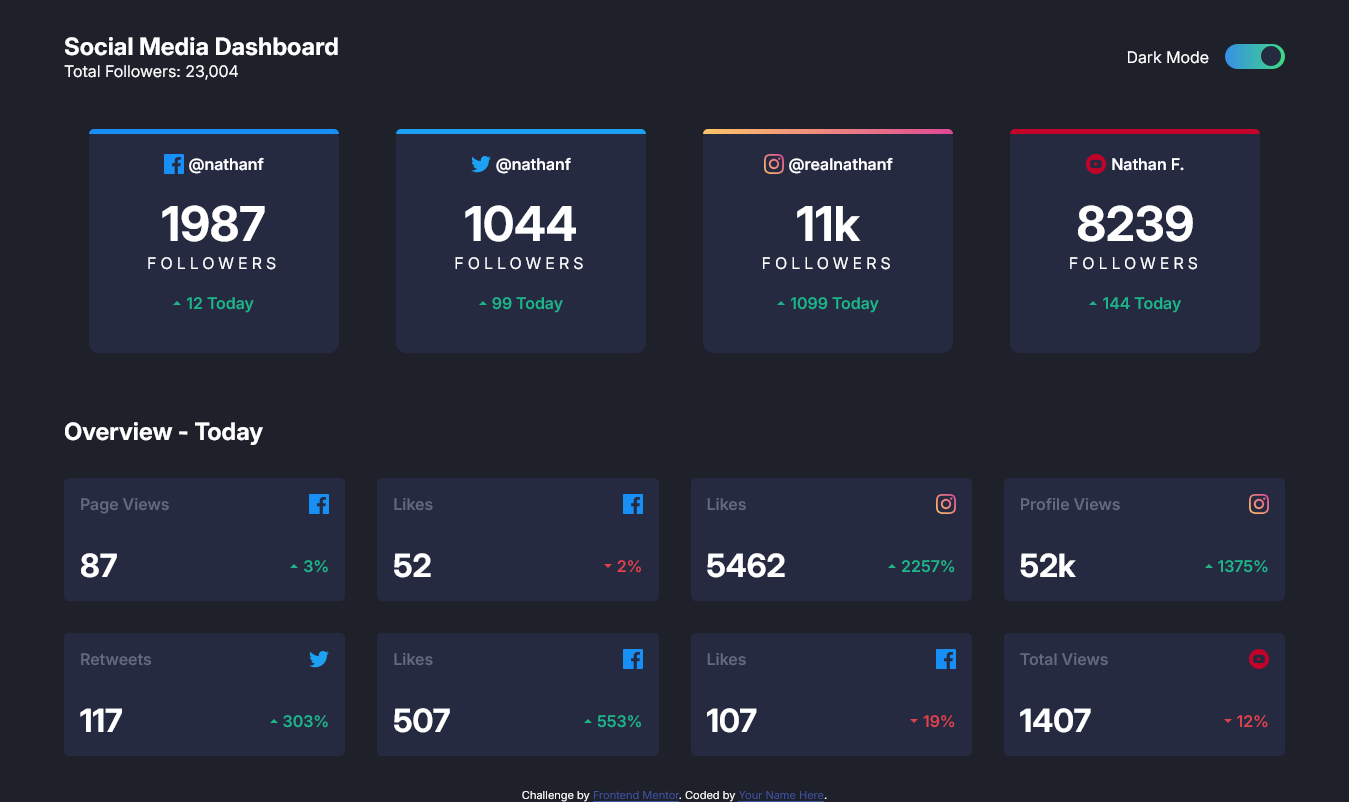 Social Media Dashboard
Total Followers: 23,004
Dark Mode
@nathanf
1987
FOLLOWERS
12 Today
@nathanf
1044
FOLLOWERS
99 Today
@realnathanf
11k
FOLLOWERS
1099 Today
Nathan F.
8239
FOLLOWERS
144 Today
Overview - Today
Page Views
87
3%
Likes
52
2%
Likes
5462
2257%
Profile Views
52k
1375%
Retweets
117
303%
Likes
507
553%
Likes
107
19%
Total Views
1407
12%
Challenge by Frontend Mentor. Coded by Your Name Here.